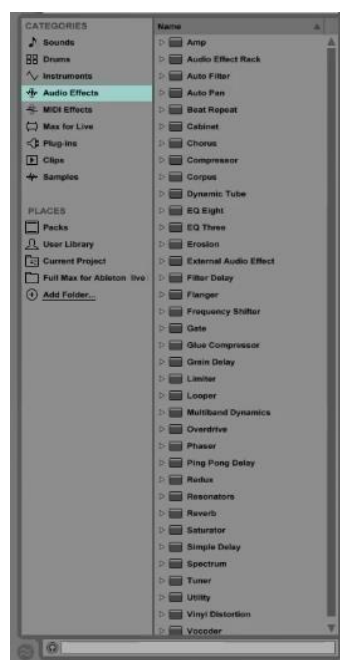 CATEGORIES
Sounds
Drums
Instruments
Audio Effects
MIDI Effects
Max for Live
Plug-ins
Clips
Samples
PLACES
Packs
User Library
Current Project
Full Max for Ableton live
Add Folder...
Name
Amp
Audio Effect Rack
Auto Filter
Auto Pan
Beat Repeat
Cabinet
Chorus
Compressor
Corpus
Dynamic Tube
EQ Eight
EQ Three
Erosion
External Audio Effect
Filter Delay
Flanger
Frequency Shifter
Gate
Glue Compressor
Grain Delay
Limiter
Looper
Multiband Dynamics
Overdrive
Phaser
Ping Pong Delay
Redux
Resonators
Reverb
Saturator
Simple Delay
Spectrum
Tuner
Utility
Vinyl Distortion
Vocoder